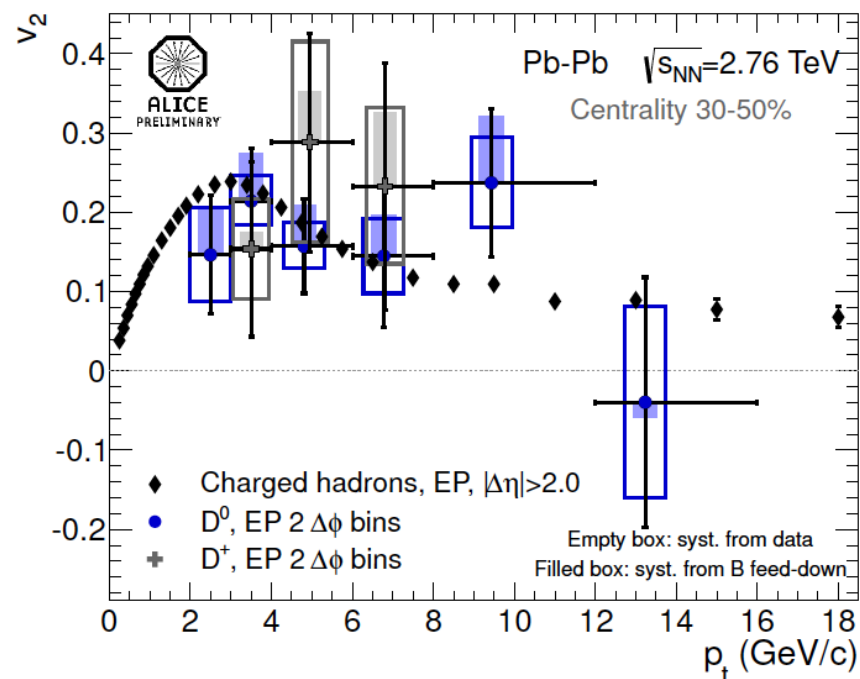 v₂
0.4
0.3
0.2
0.1
0
-0.1
-0.2
ALICE
PRELIMINARY
Pb-Pb √sNN=2.76 TeV
Centrality 30-50%
Charged hadrons, EP, |Δη|>2.0
D⁰, EP 2 Δϕ bins
D⁺, EP 2 Δϕ bins
Empty box: syst. from data
Filled box: syst. from B feed-down
0 2 4 6 8 10 12 14 16 18
pt (GeV/c)